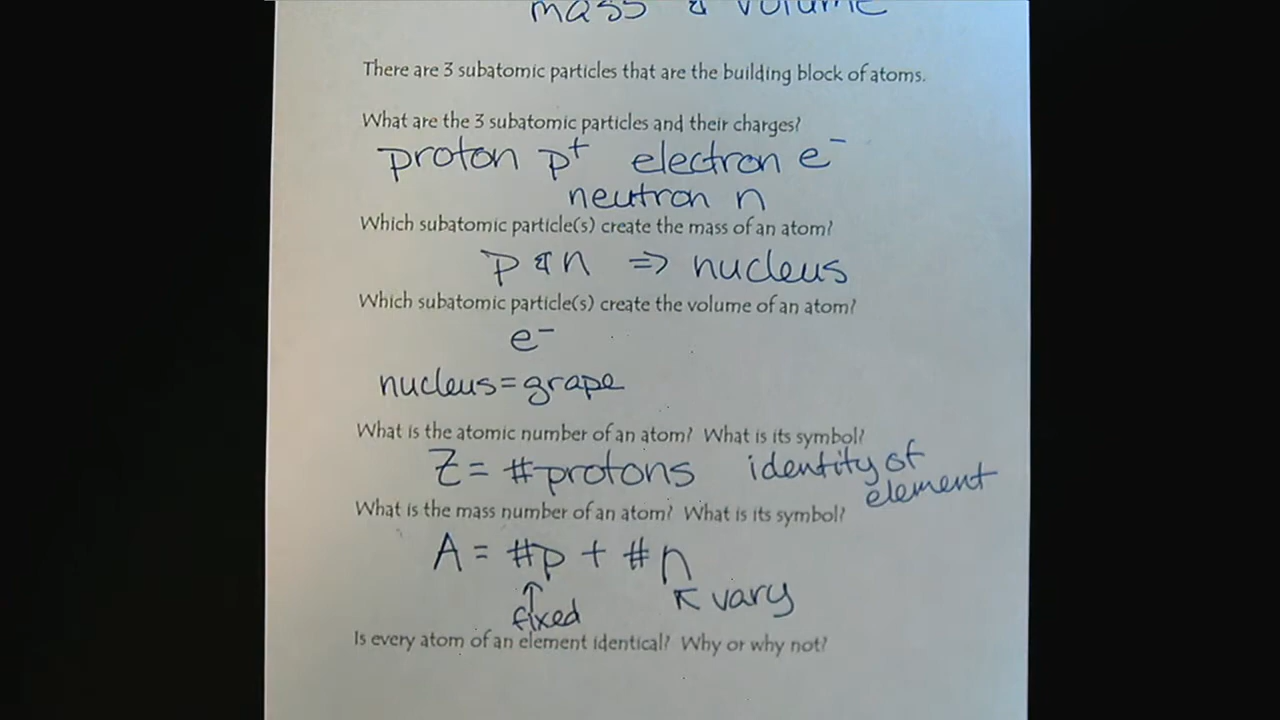 mass & volume
There are 3 subatomic particles that are the building block of atoms.
What are the 3 subatomic particles and their charges?
proton p⁺ electron e⁻
neutron n
Which subatomic particle(s) create the mass of an atom?
p & n ⇒ nucleus
Which subatomic particle(s) create the volume of an atom?
e⁻
nucleus = grape
What is the atomic number of an atom? What is its symbol?
Z = # protons identity of
element
What is the mass number of an atom? What is its symbol?
A = #p + #n
↑ ↖ vary
fixed
Is every atom of an element identical? Why or why not?